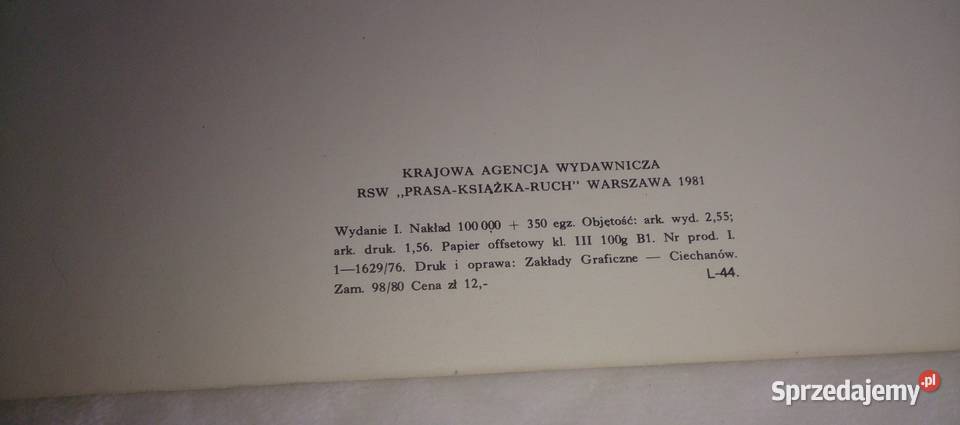 KRAJOWA AGENCJA WYDAWNICZA
RSW „PRASA-KSIĄŻKA-RUCH" WARSZAWA 1981
Wydanie I. Nakład 100 000 + 350 egz. Objętość: ark. wyd. 2,55;
ark. druk. 1,56. Papier offsetowy kl. III 100g B1. Nr prod. I.
1—1629/76. Druk i oprawa: Zakłady Graficzne — Ciechanów.
Zam. 98/80 Cena zł 12,- L-44.
Sprzedajemy.pl